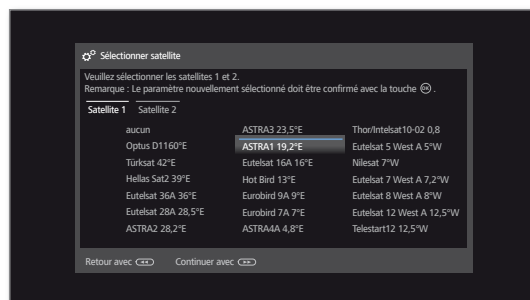 Sélectionner satellite
Veuillez sélectionner les satellites 1 et 2.
Remarque : Le paramètre nouvellement sélectionné doit être confirmé avec la touche OK .
Satellite 1 Satellite 2
aucun ASTRA3 23,5°E Thor/Intelsat10-02 0,8
Optus D1160°E ASTRA1 19,2°E Eutelsat 5 West A 5°W
Türksat 42°E Eutelsat 16A 16°E Nilesat 7°W
Hellas Sat2 39°E Hot Bird 13°E Eutelsat 7 West A 7,2°W
Eutelsat 36A 36°E Eurobird 9A 9°E Eutelsat 8 West A 8°W
Eutelsat 28A 28,5°E Eurobird 7A 7°E Eutelsat 12 West A 12,5°W
ASTRA2 28,2°E ASTRA4A 4,8°E Telestart12 12,5°W
Retour avec Continuer avec